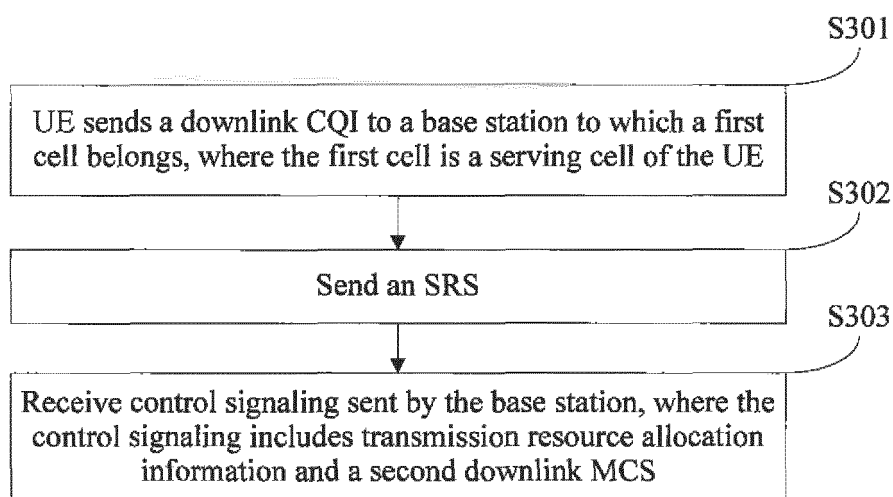 S301
UE sends a downlink CQI to a base station to which a first
cell belongs, where the first cell is a serving cell of the UE
S302
Send an SRS
S303
Receive control signaling sent by the base station, where the
control signaling includes transmission resource allocation
information and a second downlink MCS